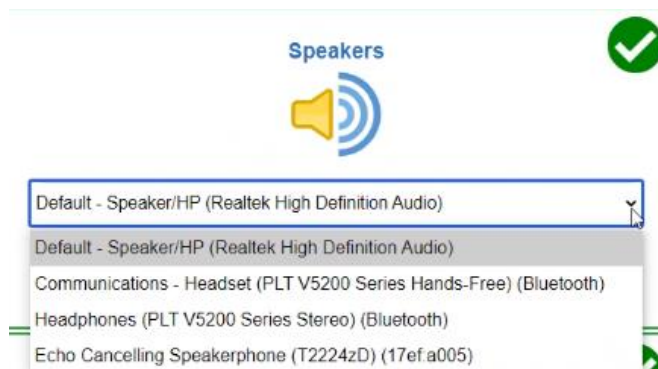 Speakers
Default - Speaker/HP (Realtek High Definition Audio)
Default - Speaker/HP (Realtek High Definition Audio)
Communications - Headset (PLT V5200 Series Hands-Free) (Bluetooth)
Headphones (PLT V5200 Series Stereo) (Bluetooth)
Echo Cancelling Speakerphone (T2224zD) (17ef:a005)